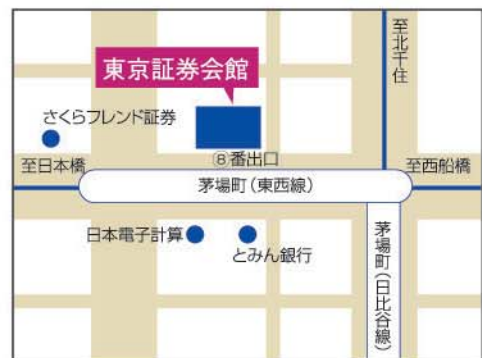 至北千住
東京証券会館
さくらフレンド証券
⑧番出口
至日本橋
至西船橋
茅場町（東西線）
日本電子計算
とみん銀行
茅場町（日比谷線）